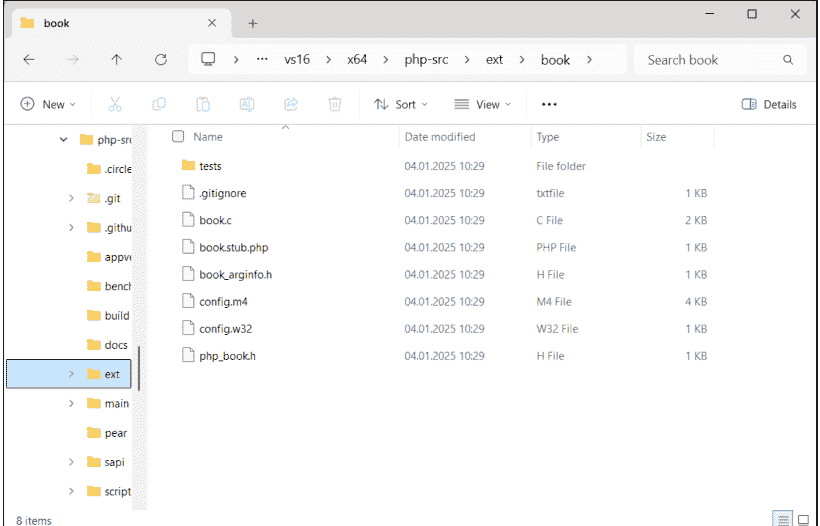 book
vs16 x64 php-src ext book Search book
New Sort View Details
Name Date modified Type Size
tests 04.01.2025 10:29 File folder
.gitignore 04.01.2025 10:29 txtfile 1 KB
book.c 04.01.2025 10:29 C File 2 KB
book.stub.php 04.01.2025 10:29 PHP File 1 KB
book_arginfo.h 04.01.2025 10:29 H File 1 KB
config.m4 04.01.2025 10:29 M4 File 4 KB
config.w32 04.01.2025 10:29 W32 File 1 KB
php_book.h 04.01.2025 10:29 H File 1 KB
php-src
.circle
.git
.githu
appve
bench
build
docs
ext
main
pear
sapi
script
8 items